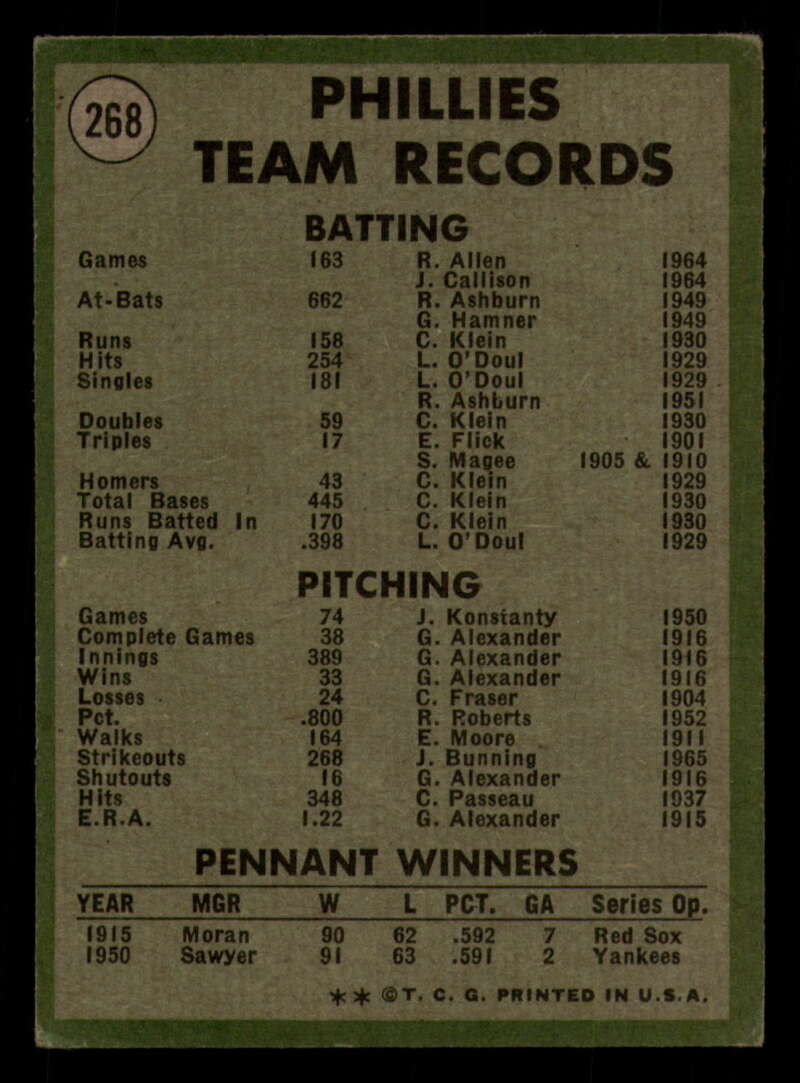 268
PHILLIES
TEAM RECORDS
BATTING
Games 163 R. Allen 1964
J. Callison 1964
At-Bats 662 R. Ashburn 1949
G. Hamner 1949
Runs 158 C. Klein 1930
Hits 254 L. O'Doul 1929
Singles 181 L. O'Doul 1929
R. Ashburn 1951
Doubles 59 C. Klein 1930
Triples 17 E. Flick 1901
S. Magee 1905 & 1910
Homers 43 C. Klein 1929
Total Bases 445 C. Klein 1930
Runs Batted In 170 C. Klein 1930
Batting Avg. .398 L. O'Doul 1929
PITCHING
Games 74 J. Konstanty 1950
Complete Games 38 G. Alexander 1916
Innings 389 G. Alexander 1916
Wins 33 G. Alexander 1916
Losses 24 C. Fraser 1904
Pct. .800 R. Roberts 1952
Walks 164 E. Moore 1911
Strikeouts 268 J. Bunning 1965
Shutouts 16 G. Alexander 1916
Hits 348 C. Passeau 1937
E.R.A. 1.22 G. Alexander 1915
PENNANT WINNERS
YEAR MGR W L PCT. GA Series Op.
1915 Moran 90 62 .592 7 Red Sox
1950 Sawyer 91 63 .591 2 Yankees
** ©T. C. G. PRINTED IN U.S.A.